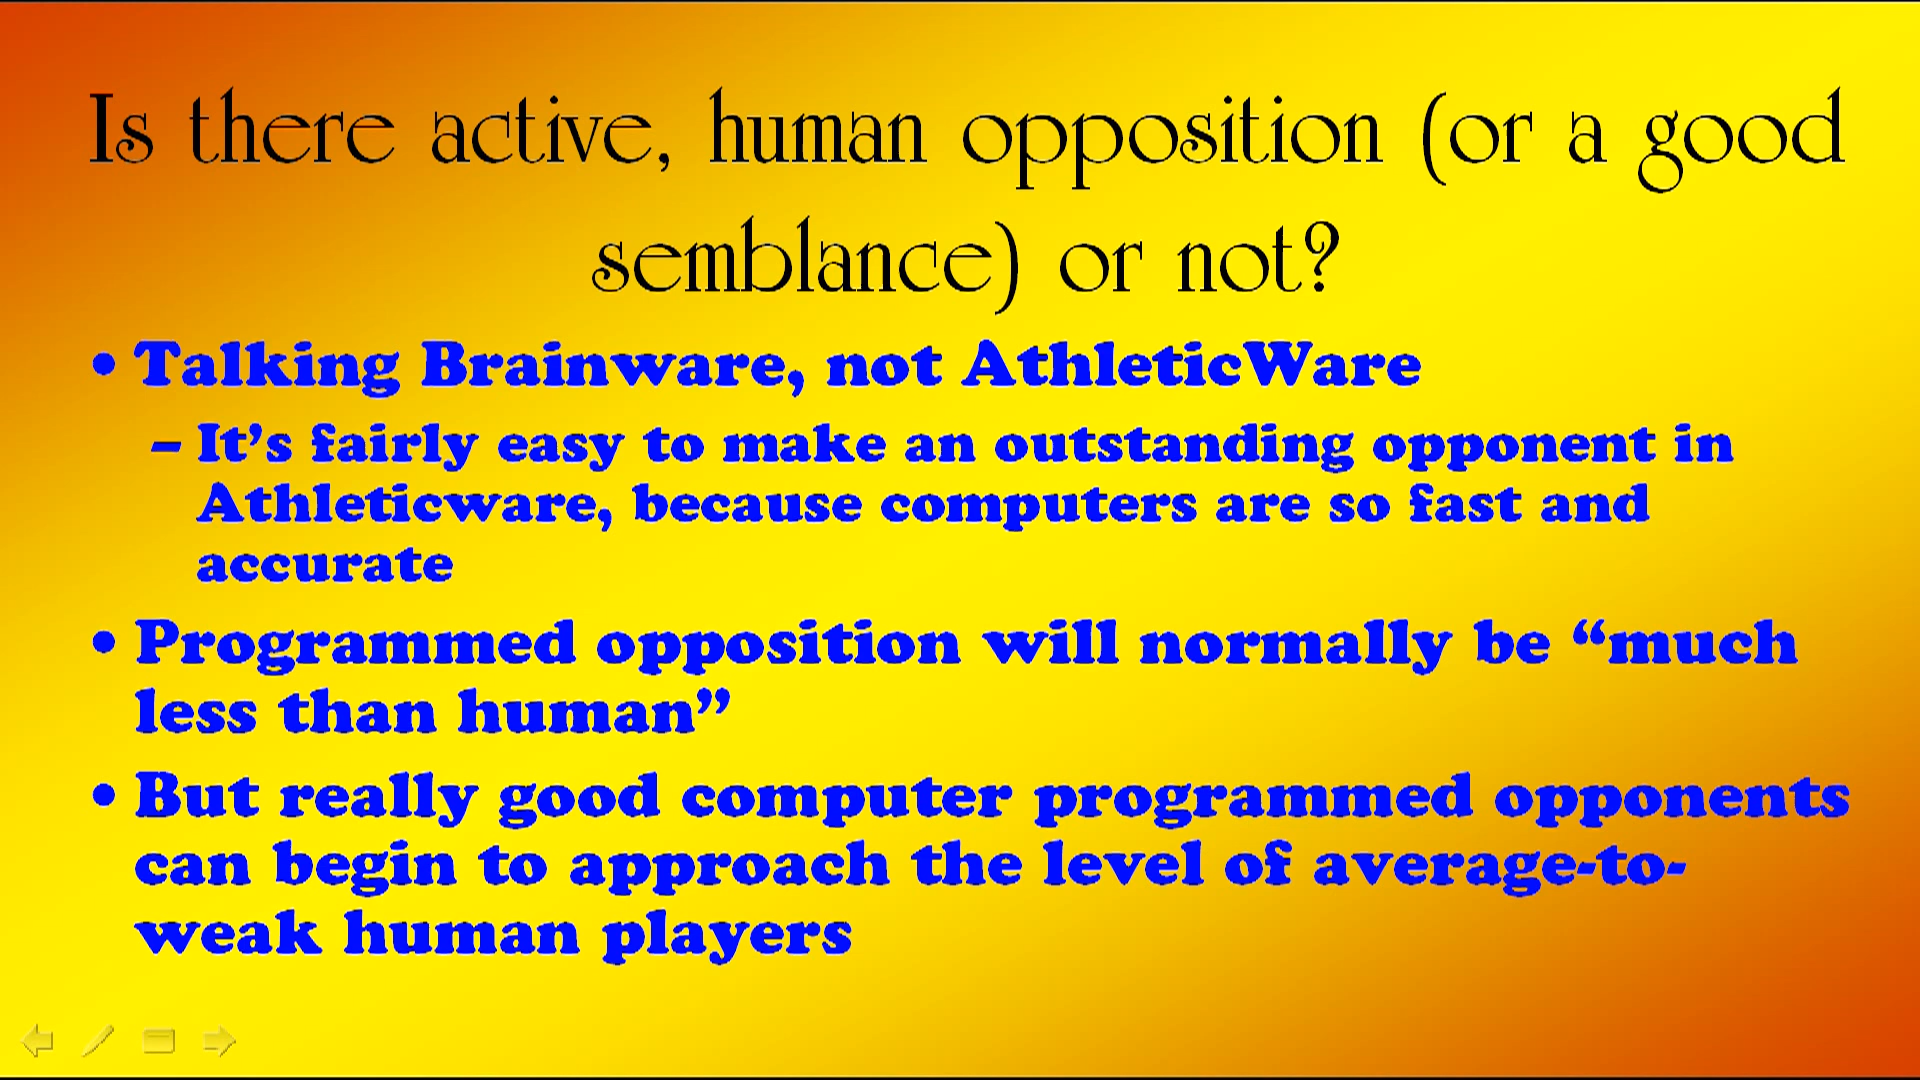 Is there active, human opposition (or a good
semblance) or not?
• Talking Brainware, not AthleticWare
– It’s fairly easy to make an outstanding opponent in
Athleticware, because computers are so fast and
accurate
• Programmed opposition will normally be “much
less than human”
• But really good computer programmed opponents
can begin to approach the level of average-to-
weak human players